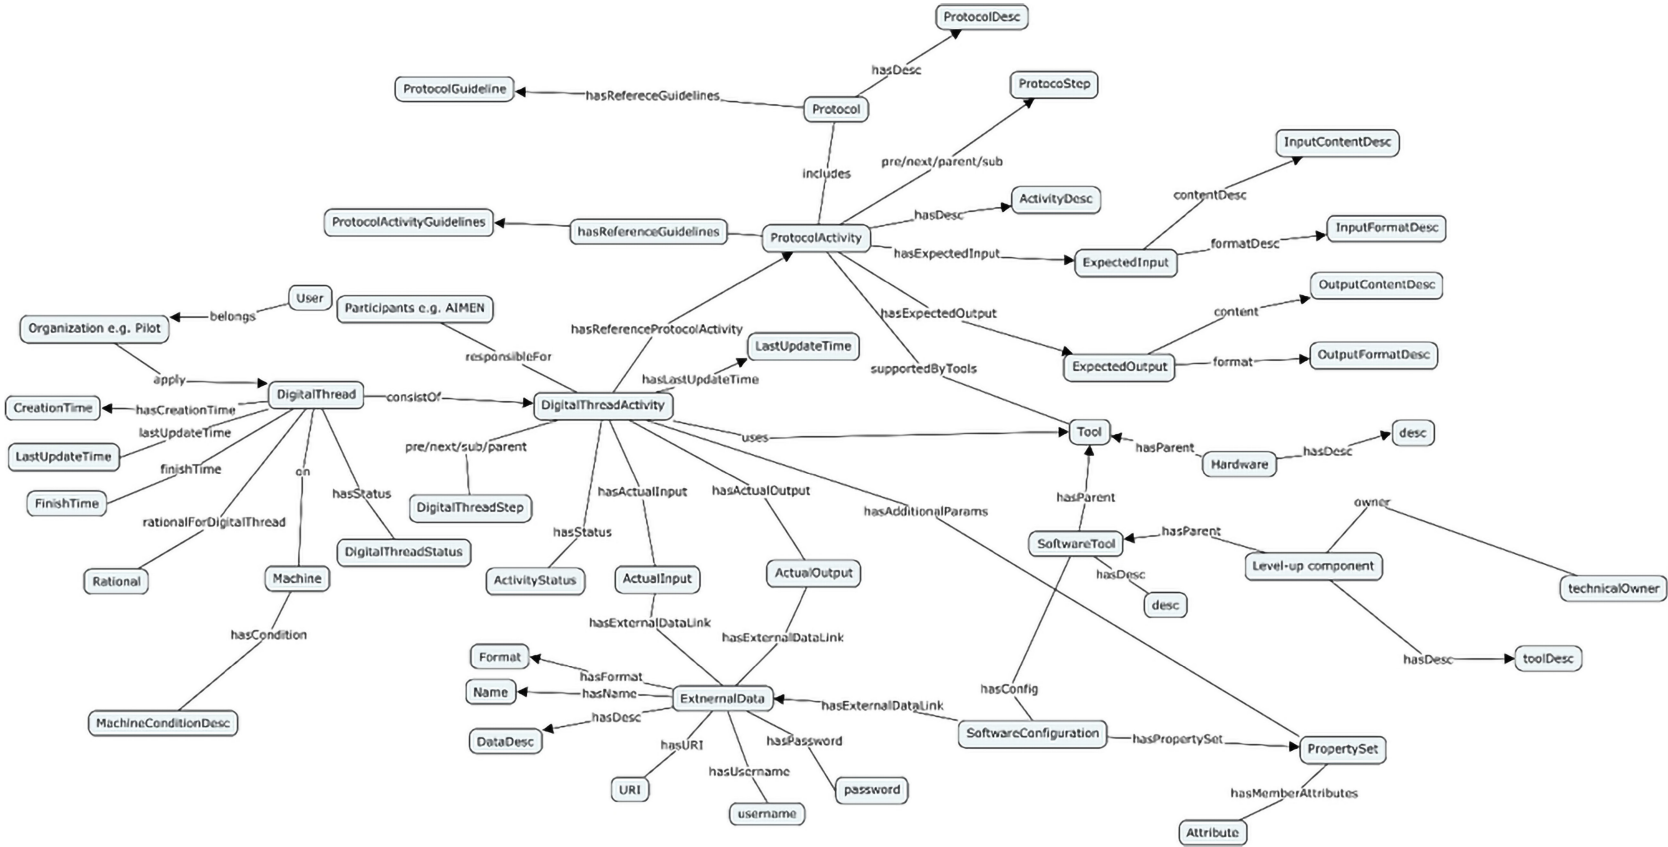 ProtocolDesc
hasDesc
ProtocolGuideline
hasRefereceGuidelines
Protocol
ProtocoStep
pre/next/parent/sub
includes
InputContentDesc
contentDesc
ActivityDesc
hasDesc
ProtocolActivityGuidelines
hasReferenceGuidelines
ProtocolActivity
InputFormatDesc
formatDesc
hasExpectedInput
ExpectedInput
OutputContentDesc
content
hasExpectedOutput
ExpectedOutput
format
OutputFormatDesc
User
belongs
Organization e.g. Pilot
Participants e.g. AIMEN
hasReferenceProtocolActivity
responsibleFor
LastUpdateTime
hasLastUpdateTime
supportedByTools
apply
DigitalThread
consistOf
DigitalThreadActivity
CreationTime
hasCreationTime
lastUpdateTime
LastUpdateTime
finishTime
FinishTime
on
hasStatus
rationalForDigitalThread
DigitalThreadStatus
Rational
Machine
hasCondition
MachineConditionDesc
pre/next/sub/parent
DigitalThreadStep
hasStatus
ActivityStatus
hasActualInput
ActualInput
hasActualOutput
ActualOutput
uses
Tool
hasParent
Hardware
hasDesc
desc
hasAdditionalParams
hasParent
SoftwareTool
hasParent
owner
Level-up component
technicalOwner
hasDesc
desc
hasDesc
toolDesc
hasExternalDataLink
hasExternalDataLink
Format
hasFormat
Name
hasName
ExtnernalData
hasDesc
DataDesc
hasURI
URI
hasUsername
username
hasPassword
password
hasExternalDataLink
hasConfig
SoftwareConfiguration
hasPropertySet
PropertySet
hasMemberAttributes
Attribute